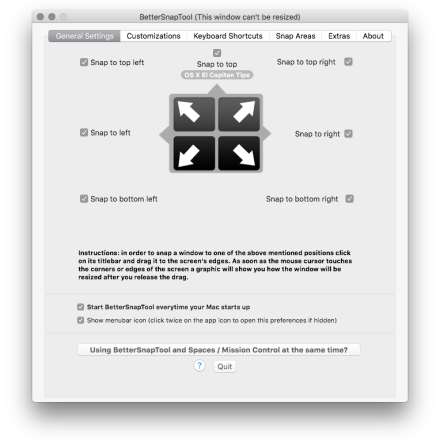 BetterSnapTool (This window can't be resized)
General Settings Customizations Keyboard Shortcuts Snap Areas Extras About
Snap to top left Snap to top Snap to top right
OS X El Capitan Tips
Snap to left Snap to right
Snap to bottom left Snap to bottom right
Instructions: in order to snap a window to one of the above mentioned positions click
on its titlebar and drag it to the screen's edges. As soon as the mouse cursor touches
the corners or edges of the screen a graphic will show you how the window will be
resized after you release the drag.
Start BetterSnapTool everytime your Mac starts up
Show menubar icon (click twice on the app icon to open this preferences if hidden)
Using BetterSnapTool and Spaces / Mission Control at the same time?
? Quit